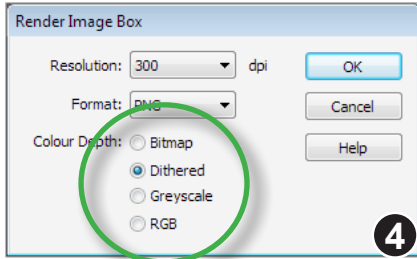 Render Image Box
Resolution: 300 dpi OK
Format: PNG Cancel
Colour Depth: Bitmap Help
Dithered
Greyscale
RGB
4